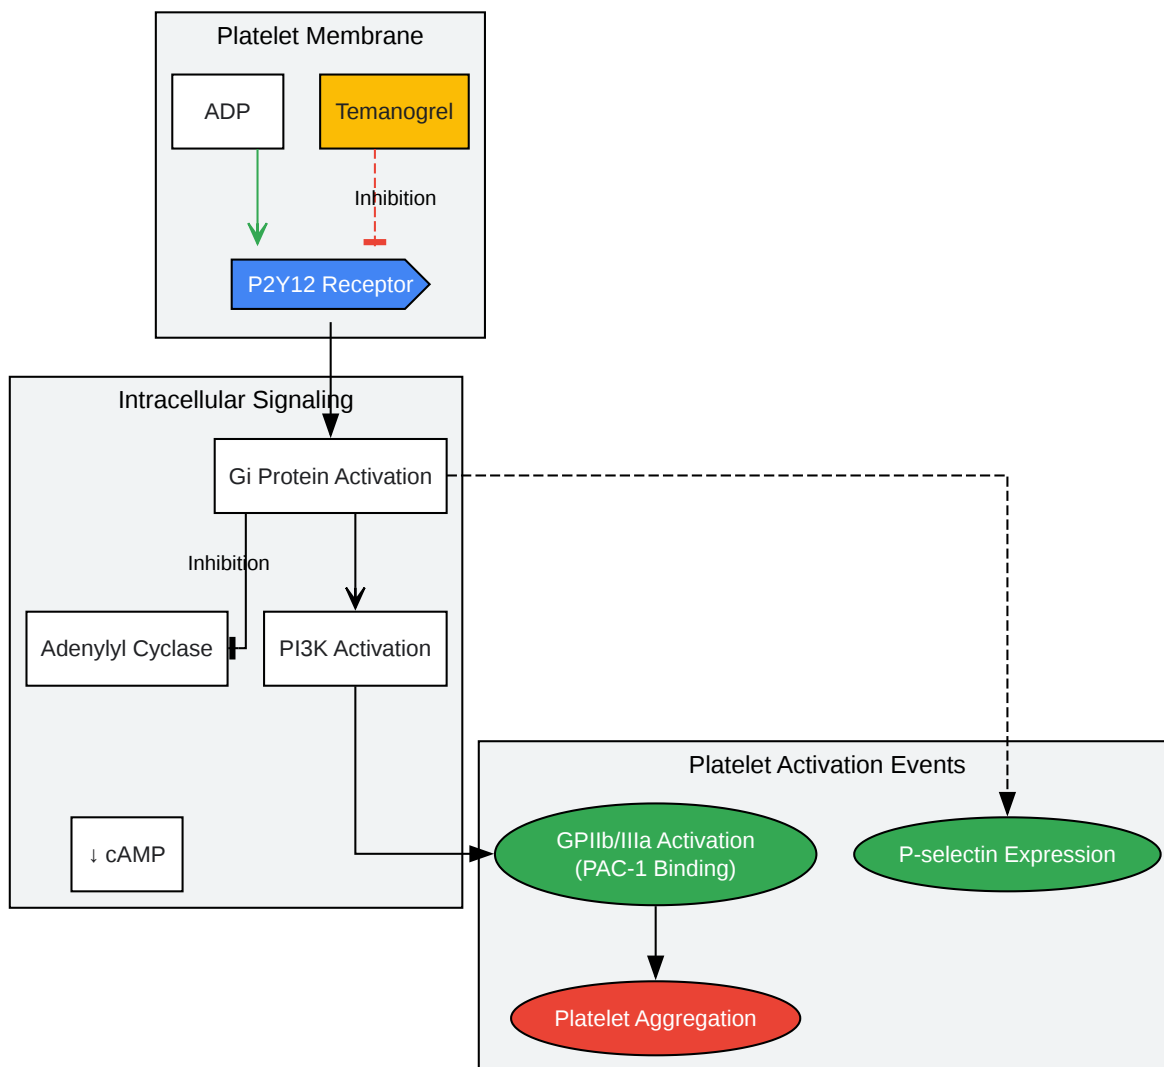 Platelet Membrane
ADP
Temanogrel
Inhibition
P2Y12 Receptor
Intracellular Signaling
Gi Protein Activation
Inhibition
Adenylyl Cyclase
PI3K Activation
Platelet Activation Events
↓ cAMP
GPIIb/IIIa Activation
(PAC-1 Binding)
P-selectin Expression
Platelet Aggregation